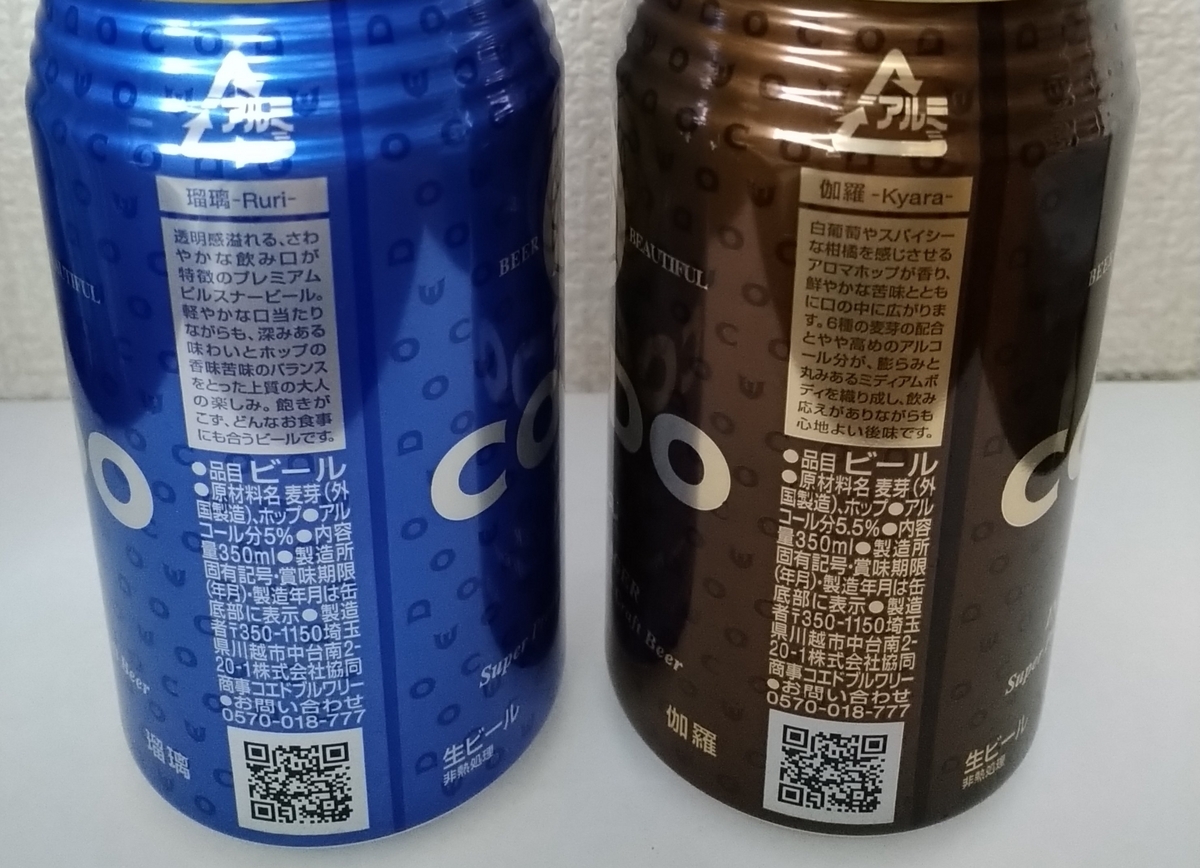 アルミ
瑠璃-Ruri-
透明感溢れる、さわ
やかな飲み口が
特徴のプレミアム
ピルスナービール。
軽やかな口当たり
ながらも、深みある
味わいとホップの
香味苦味のバランス
をとった上質の大人
の楽しみ。飽きが
こず、どんなお食事
にも合うビールです。
●品目 ビール
●原材料名 麦芽(外
国製造)、ホップ●アル
コール分5%●内容
量350ml●製造所
固有記号・賞味期限
(年月)・製造年月は缶
底部に表示●製造
者〒350-1150埼玉
県川越市中台南2-
20-1株式会社協同
商事コエドブルワリー
●お問い合わせ
0570-018-777
瑠璃
Beer
BEER
CO
Super
生ビール
非熱処理
アルミ
伽羅 -Kyara-
白葡萄やスパイシー
な柑橘を感じさせる
アロマホップが香り、
鮮やかな苦味ととも
に口の中に広がりま
す。6種の麦芽の配合
とやや高めのアルコ
ール分が、膨らみと
丸みあるミディアムボ
ディを織り成し、飲み
応えがありながらも
心地よい後味です。
●品目 ビール
●原材料名 麦芽(外
国製造)、ホップ●アル
コール分5.5%●内容
量350ml●製造所
固有記号・賞味期限
(年月)・製造年月は缶
底部に表示●製造
者〒350-1150埼玉
県川越市中台南2-
20-1株式会社協同
商事コエドブルワリー
●お問い合わせ
0570-018-777
BEAUTIFUL
DO
Beer
伽羅
生ビール
非熱処理